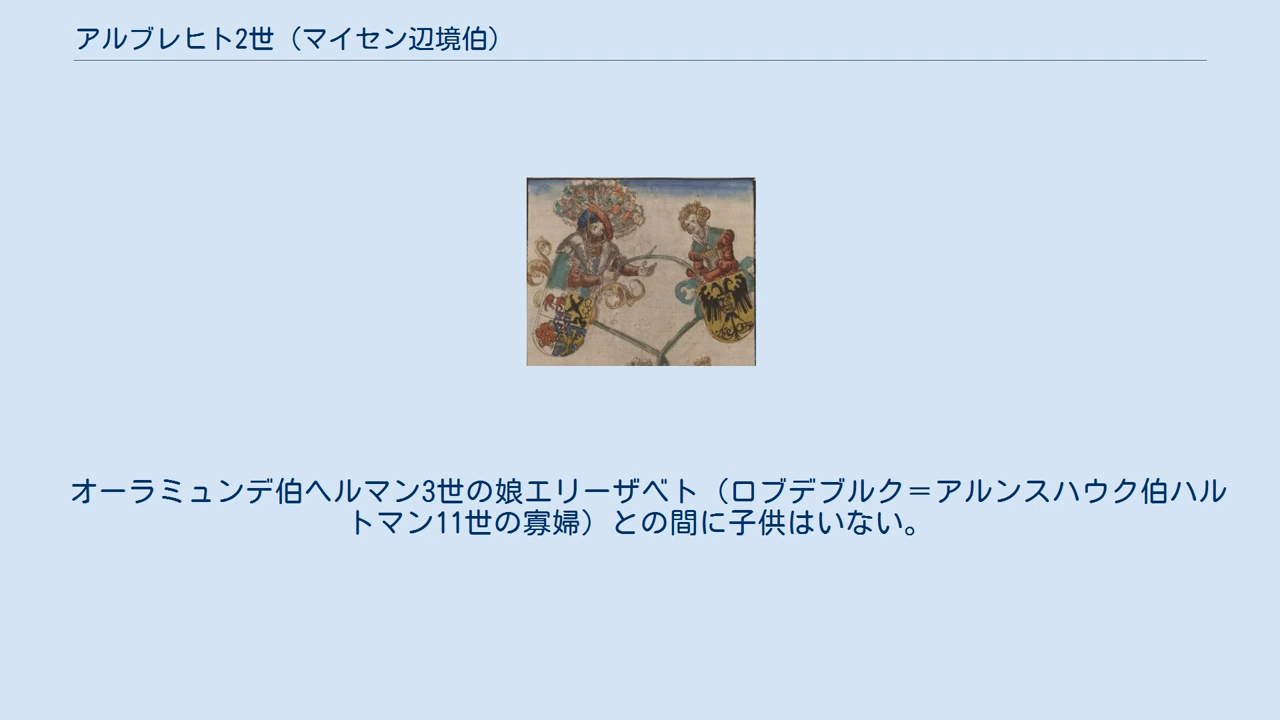 アルブレヒト2世（マイセン辺境伯）
オーラミュンデ伯ヘルマン3世の娘エリーザベト（ロブデブルク＝アルンスハウク伯ハル
トマン11世の寡婦）との間に子供はいない。